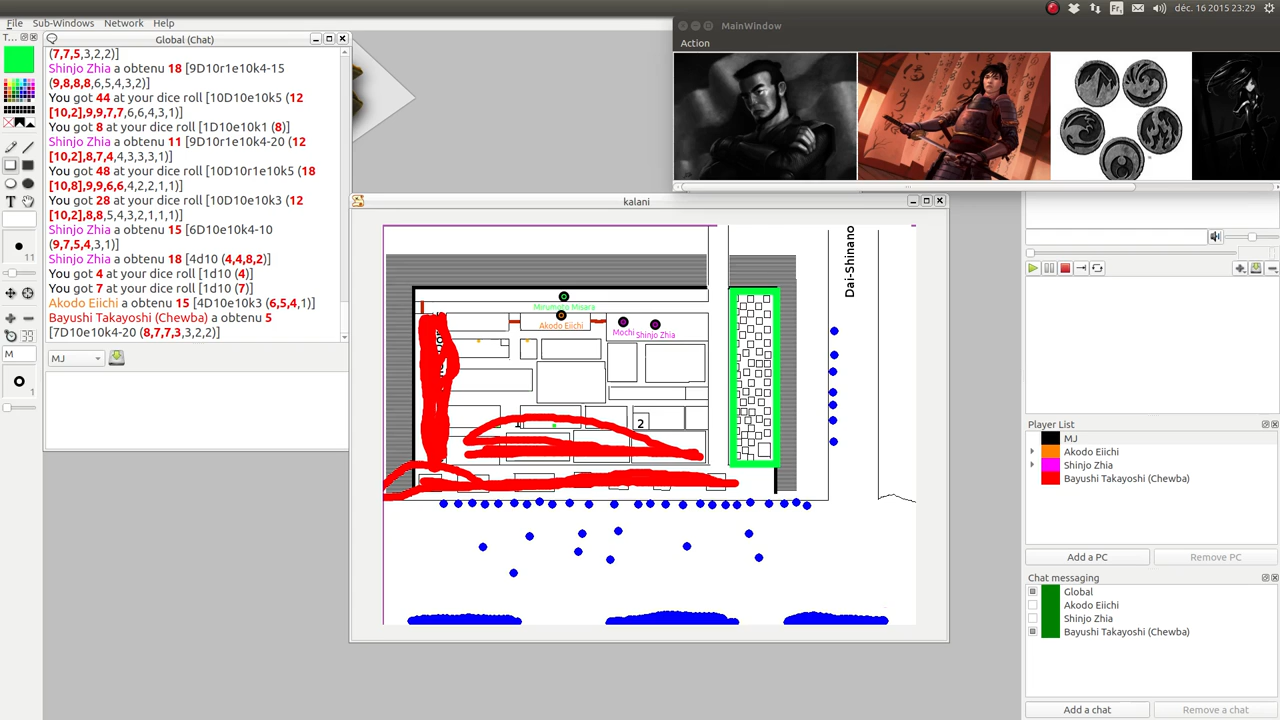 Fr
déc. 16 2015 23:29
File Sub-Windows Network Help
MainWindow
Action
T...
Global (Chat)
(7,7,5,3,2,2)]
Shinjo Zhia a obtenu 18 [9D10r1e10k4-15
(9,8,8,8,6,5,4,3,2)]
You got 44 at your dice roll [10D10e10k5 (12
[10,2],9,9,7,7,6,6,4,3,1)]
You got 8 at your dice roll [1D10e10k1 (8)]
Shinjo Zhia a obtenu 11 [9D10r1e10k4-20 (12
[10,2],8,7,4,4,3,3,3,1)]
You got 48 at your dice roll [10D10r1e10k5 (18
[10,8],9,9,6,6,4,2,2,1,1)]
You got 28 at your dice roll [10D10e10k3 (12
[10,2],8,8,5,4,3,2,1,1,1)]
Shinjo Zhia a obtenu 15 [6D10e10k4-10
(9,7,5,4,3,1)]
Shinjo Zhia a obtenu 18 [4d10 (4,4,8,2)]
You got 4 at your dice roll [1d10 (4)]
You got 7 at your dice roll [1d10 (7)]
Akodo Eiichi a obtenu 15 [4D10e10k3 (6,5,4,1)]
Bayushi Takayoshi (Chewba) a obtenu 5
[7D10e10k4-20 (8,7,7,3,3,2,2)]
MJ
T
11
M
1
kalani
Dai-Shinano
Mirumoto Misara
Akodo Eiichi
Mochi
Shinjo Zhia
1
2
Player List
MJ
Akodo Eiichi
Shinjo Zhia
Bayushi Takayoshi (Chewba)
Add a PC
Remove PC
Chat messaging
Global
Akodo Eiichi
Shinjo Zhia
Bayushi Takayoshi (Chewba)
Add a chat
Remove a chat